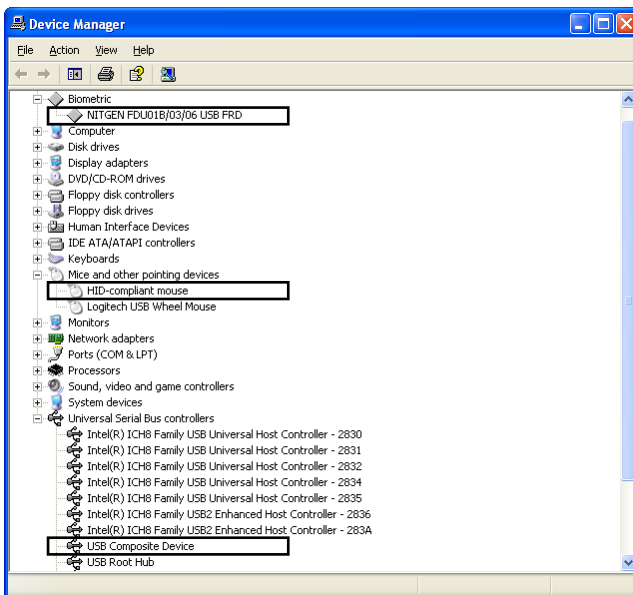 Device Manager
File Action View Help
Biometric
NITGEN FDU01B/03/06 USB FRD
Computer
Disk drives
Display adapters
DVD/CD-ROM drives
Floppy disk controllers
Floppy disk drives
Human Interface Devices
IDE ATA/ATAPI controllers
Keyboards
Mice and other pointing devices
HID-compliant mouse
Logitech USB Wheel Mouse
Monitors
Network adapters
Ports (COM & LPT)
Processors
Sound, video and game controllers
System devices
Universal Serial Bus controllers
Intel(R) ICH8 Family USB Universal Host Controller - 2830
Intel(R) ICH8 Family USB Universal Host Controller - 2831
Intel(R) ICH8 Family USB Universal Host Controller - 2832
Intel(R) ICH8 Family USB Universal Host Controller - 2834
Intel(R) ICH8 Family USB Universal Host Controller - 2835
Intel(R) ICH8 Family USB2 Enhanced Host Controller - 2836
Intel(R) ICH8 Family USB2 Enhanced Host Controller - 283A
USB Composite Device
USB Root Hub